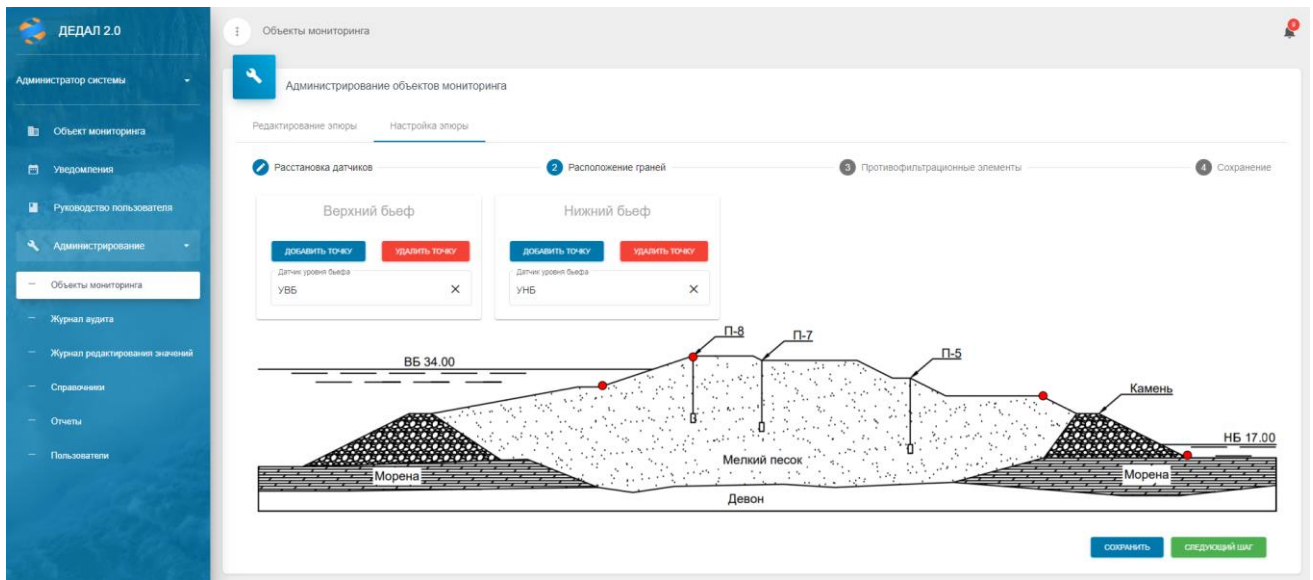 ДЕДАЛ 2.0
Администратор системы
Объект мониторинга
Уведомления
Руководство пользователя
Администрирование
Объекты мониторинга
Журнал аудита
Журнал редактирования значений
Справочники
Отчеты
Пользователи
Объекты мониторинга
9
Администрирование объектов мониторинга
Редактирование эпюры Настройка эпюры
Расстановка датчиков 2 Расположение граней 3 Противофильтрационные элементы 4 Сохранение
Верхний бьеф
ДОБАВИТЬ ТОЧКУ УДАЛИТЬ ТОЧКУ
Датчик уровня бьефа
УВБ
Нижний бьеф
ДОБАВИТЬ ТОЧКУ УДАЛИТЬ ТОЧКУ
Датчик уровня бьефа
УНБ
П-8 П-7
П-5
ВБ 34.00
Камень
НБ 17.00
Мелкий песок
Морена Морена
Девон
СОХРАНИТЬ СЛЕДУЮЩИЙ ШАГ